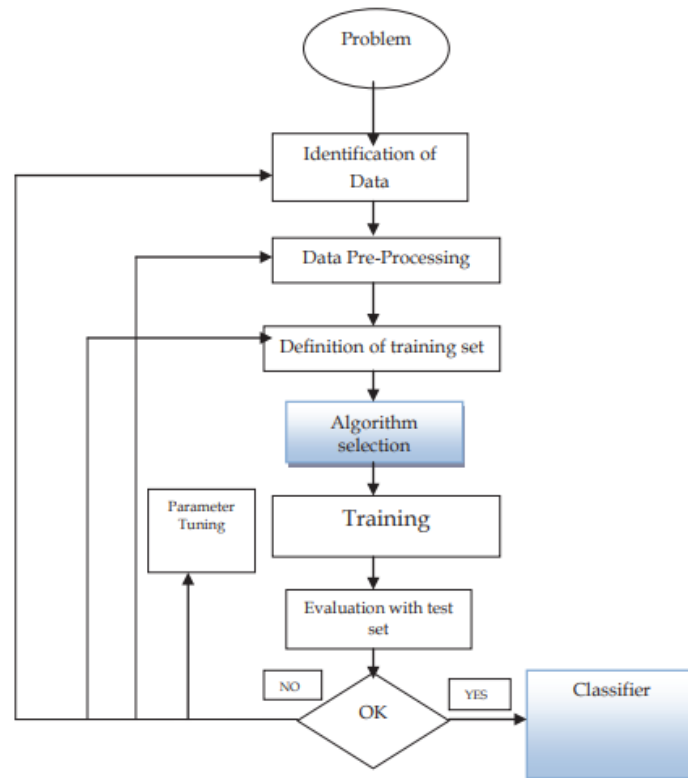 Problem
Identification of
Data
Data Pre-Processing
Definition of training set
Algorithm
selection
Parameter
Tuning
Training
Evaluation with test
set
NO
OK
YES
Classifier